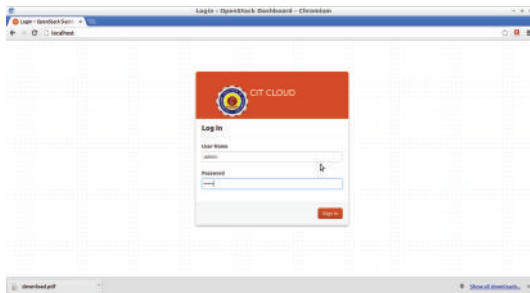 Login - OpenStack Dashboard - Chromium
Login - OpenStack Dash
localhost
CIT CLOUD
Log In
User Name
admin
Password
Sign In
download.pdf
Show all downloads...